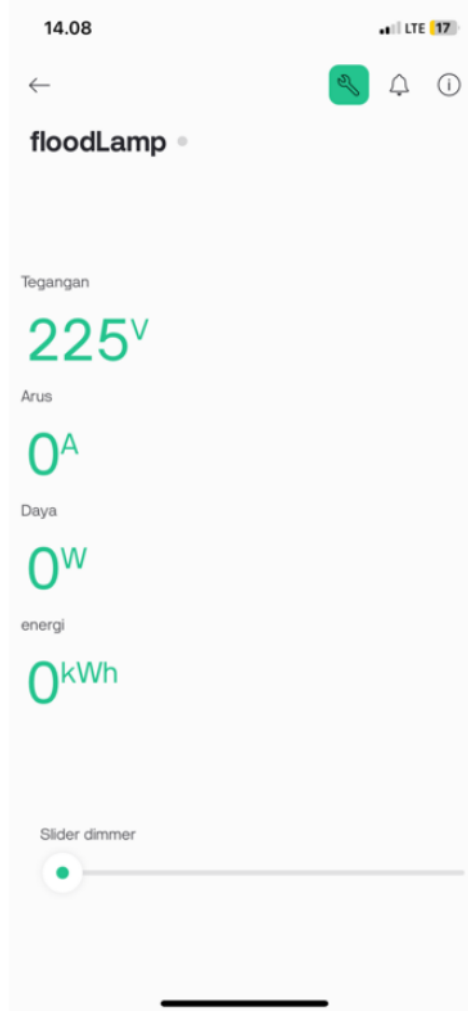 14.08
LTE 17
floodLamp
Tegangan
225V
Arus
0A
Daya
0W
energi
0kWh
Slider dimmer